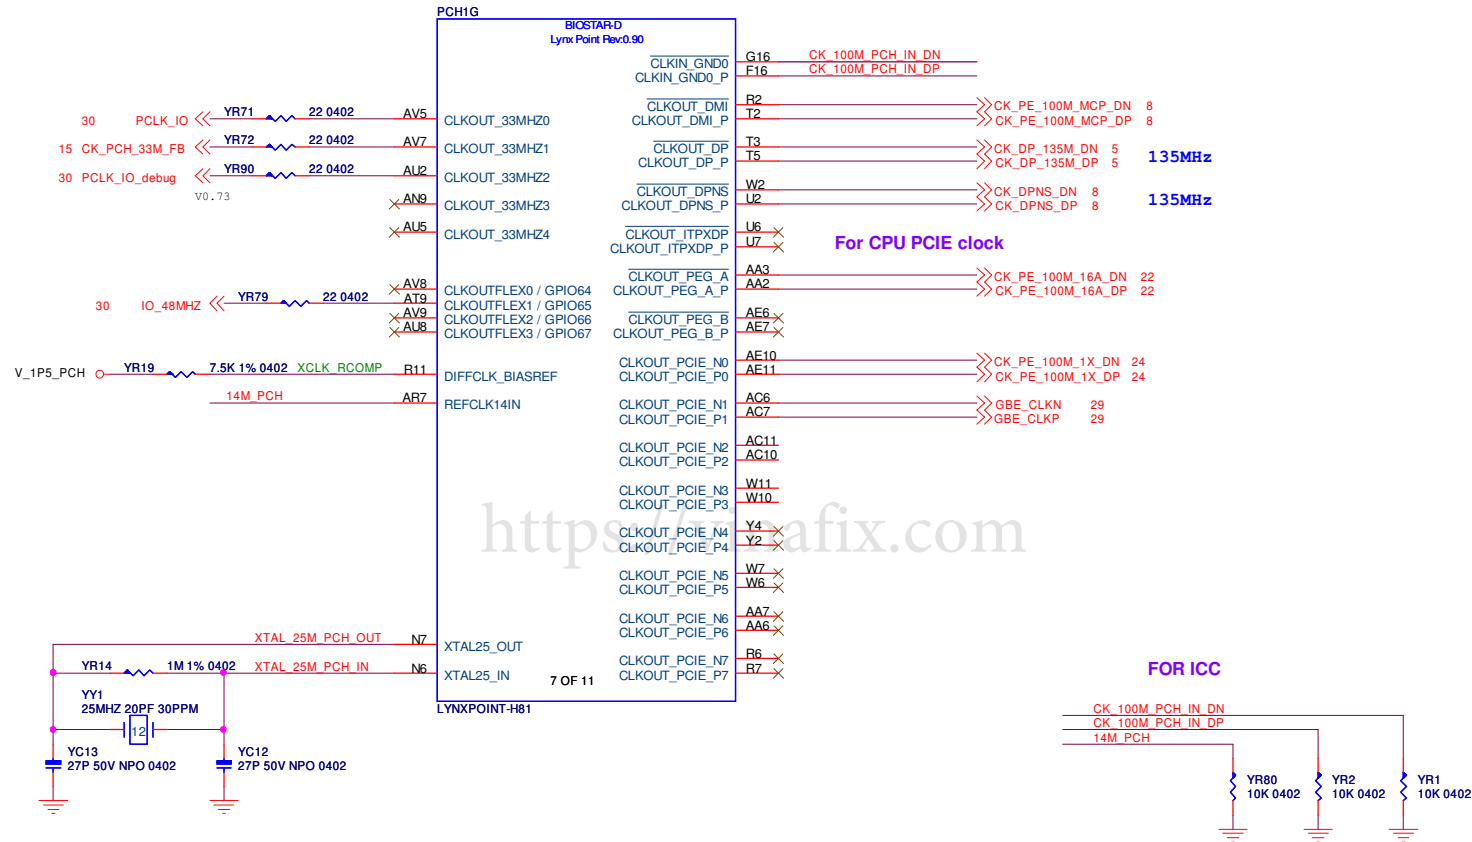 PCH1G
BIOSTAR-D
Lynx Point Rev:0.90
CLKIN_GND0 G16 CK_100M_PCH_IN_DN
CLKIN_GND0_P F16 CK_100M_PCH_IN_DP
CLKOUT_DMI R2 CK_PE_100M_MCP_DN 8
CLKOUT_DMI_P T2 CK_PE_100M_MCP_DP 8
30 PCLK_IO YR71 22 0402 AV5 CLKOUT_33MHZ0
15 CK_PCH_33M_FB YR72 22 0402 AV7 CLKOUT_33MHZ1
30 PCLK_IO_debug YR90 22 0402 AU2 CLKOUT_33MHZ2
V0.73
AN9 CLKOUT_33MHZ3
AU5 CLKOUT_33MHZ4
CLKOUT_DP T3 CK_DP_135M_DN 5
CLKOUT_DP_P T5 CK_DP_135M_DP 5
135MHz
CLKOUT_DPNS W2 CK_DPNS_DN 8
CLKOUT_DPNS_P U2 CK_DPNS_DP 8
135MHz
CLKOUT_ITPXDP U6
CLKOUT_ITPXDP_P U7
For CPU PCIE clock
CLKOUT_PEG_A AA3 CK_PE_100M_16A_DN 22
CLKOUT_PEG_A_P AA2 CK_PE_100M_16A_DP 22
AV8 CLKOUTFLEX0 / GPIO64
30 IO_48MHZ YR79 22 0402 AT9 CLKOUTFLEX1 / GPIO65
AV9 CLKOUTFLEX2 / GPIO66
AU8 CLKOUTFLEX3 / GPIO67
CLKOUT_PEG_B AE6
CLKOUT_PEG_B_P AE7
CLKOUT_PCIE_N0 AE10 CK_PE_100M_1X_DN 24
CLKOUT_PCIE_P0 AE11 CK_PE_100M_1X_DP 24
V_1P5_PCH YR19 7.5K 1% 0402 XCLK_RCOMP R11 DIFFCLK_BIASREF
14M_PCH AR7 REFCLK14IN
CLKOUT_PCIE_N1 AC6 GBE_CLKN 29
CLKOUT_PCIE_P1 AC7 GBE_CLKP 29
CLKOUT_PCIE_N2 AC11
CLKOUT_PCIE_P2 AC10
CLKOUT_PCIE_N3 W11
CLKOUT_PCIE_P3 W10
https://vinafix.com
CLKOUT_PCIE_N4 Y4
CLKOUT_PCIE_P4 Y2
CLKOUT_PCIE_N5 W7
CLKOUT_PCIE_P5 W6
CLKOUT_PCIE_N6 AA7
CLKOUT_PCIE_P6 AA6
CLKOUT_PCIE_N7 R6
CLKOUT_PCIE_P7 R7
XTAL_25M_PCH_OUT N7 XTAL25_OUT
YR14 1M 1% 0402 XTAL_25M_PCH_IN N6 XTAL25_IN
7 OF 11
LYNXPOINT-H81
YY1
25MHZ 20PF 30PPM
12
YC13
27P 50V NPO 0402
YC12
27P 50V NPO 0402
FOR ICC
CK_100M_PCH_IN_DN
CK_100M_PCH_IN_DP
14M_PCH
YR80
10K 0402
YR2
10K 0402
YR1
10K 0402